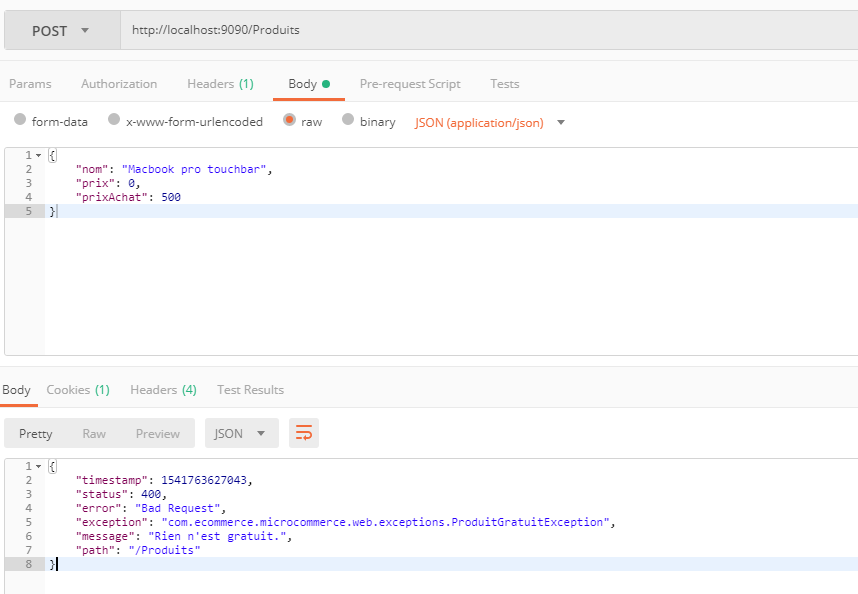 POST http://localhost:9090/Produits
Params Authorization Headers (1) Body Pre-request Script Tests
form-data x-www-form-urlencoded raw binary JSON (application/json)
1 {
2 "nom": "Macbook pro touchbar",
3 "prix": 0,
4 "prixAchat": 500
5 }
Body Cookies (1) Headers (4) Test Results
Pretty Raw Preview JSON
1 {
2 "timestamp": 1541763627043,
3 "status": 400,
4 "error": "Bad Request",
5 "exception": "com.ecommerce.microcommerce.web.exceptions.ProduitGratuitException",
6 "message": "Rien n'est gratuit.",
7 "path": "/Produits"
8 }